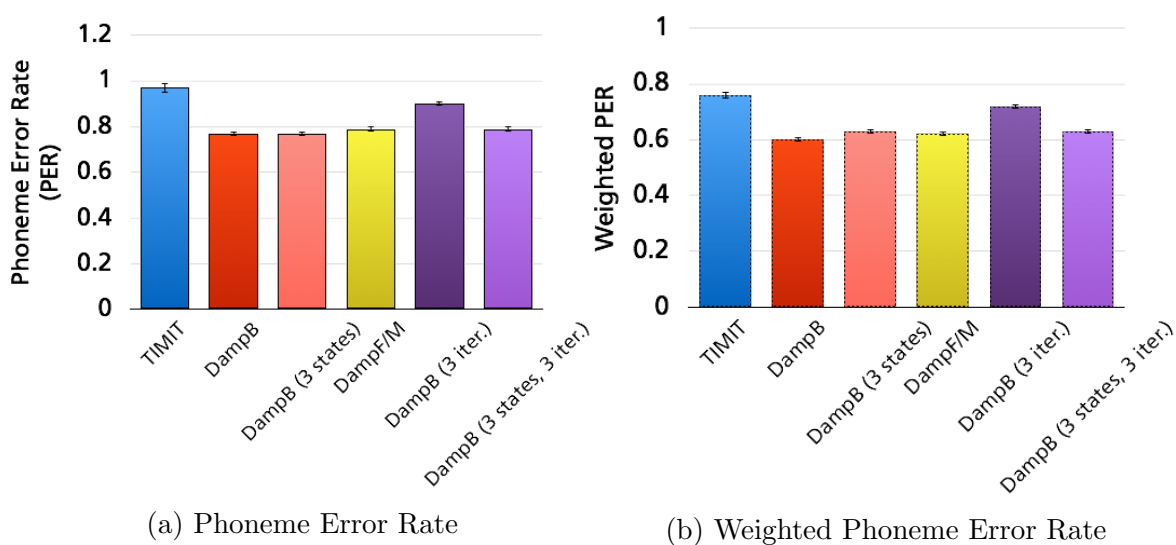 Phoneme Error Rate
(PER)
1.2
1
0.8
0.6
0.4
0.2
0
TIMIT
DampB
DampB (3 states)
DampF/M
DampB (3 iter.)
DampB (3 states, 3 iter.)
(a) Phoneme Error Rate
Weighted PER
1
0.8
0.6
0.4
0.2
0
TIMIT
DampB
DampB (3 states)
DampF/M
DampB (3 iter.)
DampB (3 states, 3 iter.)
(b) Weighted Phoneme Error Rate